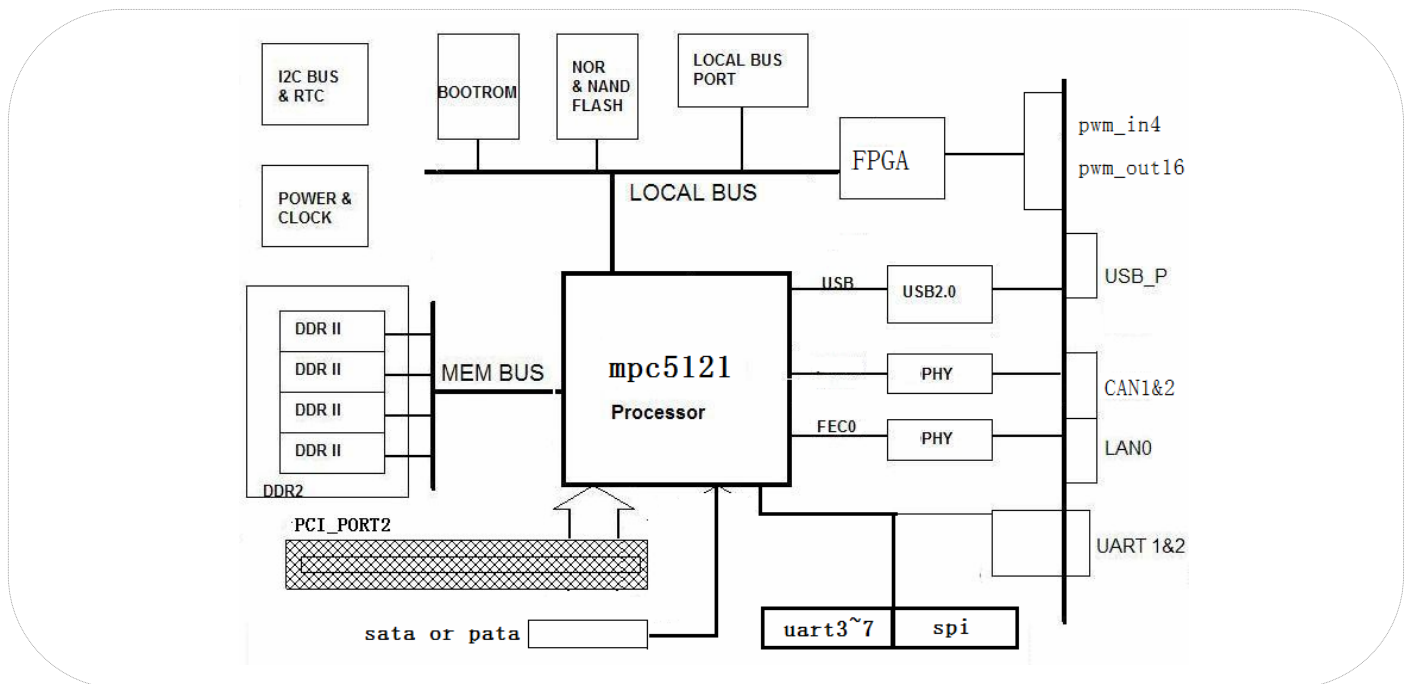 I2C BUS
& RTC
BOOTROM
NOR
& NAND
FLASH
LOCAL BUS
PORT
FPGA
pwm_in4
pwm_out16
POWER &
CLOCK
LOCAL BUS
USB
USB2.0
USB_P
DDR II
DDR II
DDR II
DDR II
DDR2
MEM BUS
mpc5121
Processor
PHY
CAN1&2
FEC0
PHY
LAN0
PCI_PORT2
UART 1&2
sata or pata
uart3~7
spi